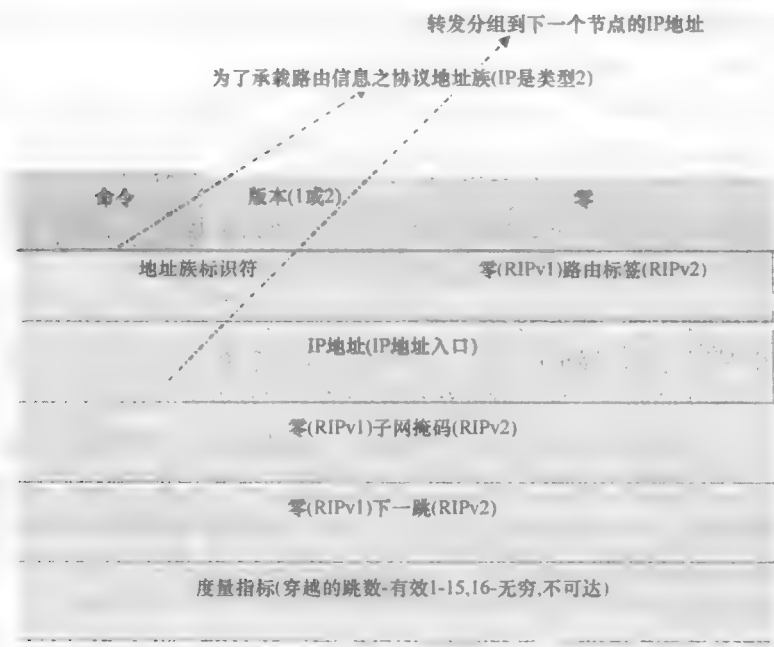 转发分组到下一个节点的IP地址
为了承载路由信息之协议地址族(IP是类型2)
命令 版本(1或2) 零
地址族标识符 零(RIPv1)路由标签(RIPv2)
IP地址(IP地址入口)
零(RIPv1)子网掩码(RIPv2)
零(RIPv1)下一跳(RIPv2)
度量指标(穿越的跳数-有效1-15,16-无穷,不可达)